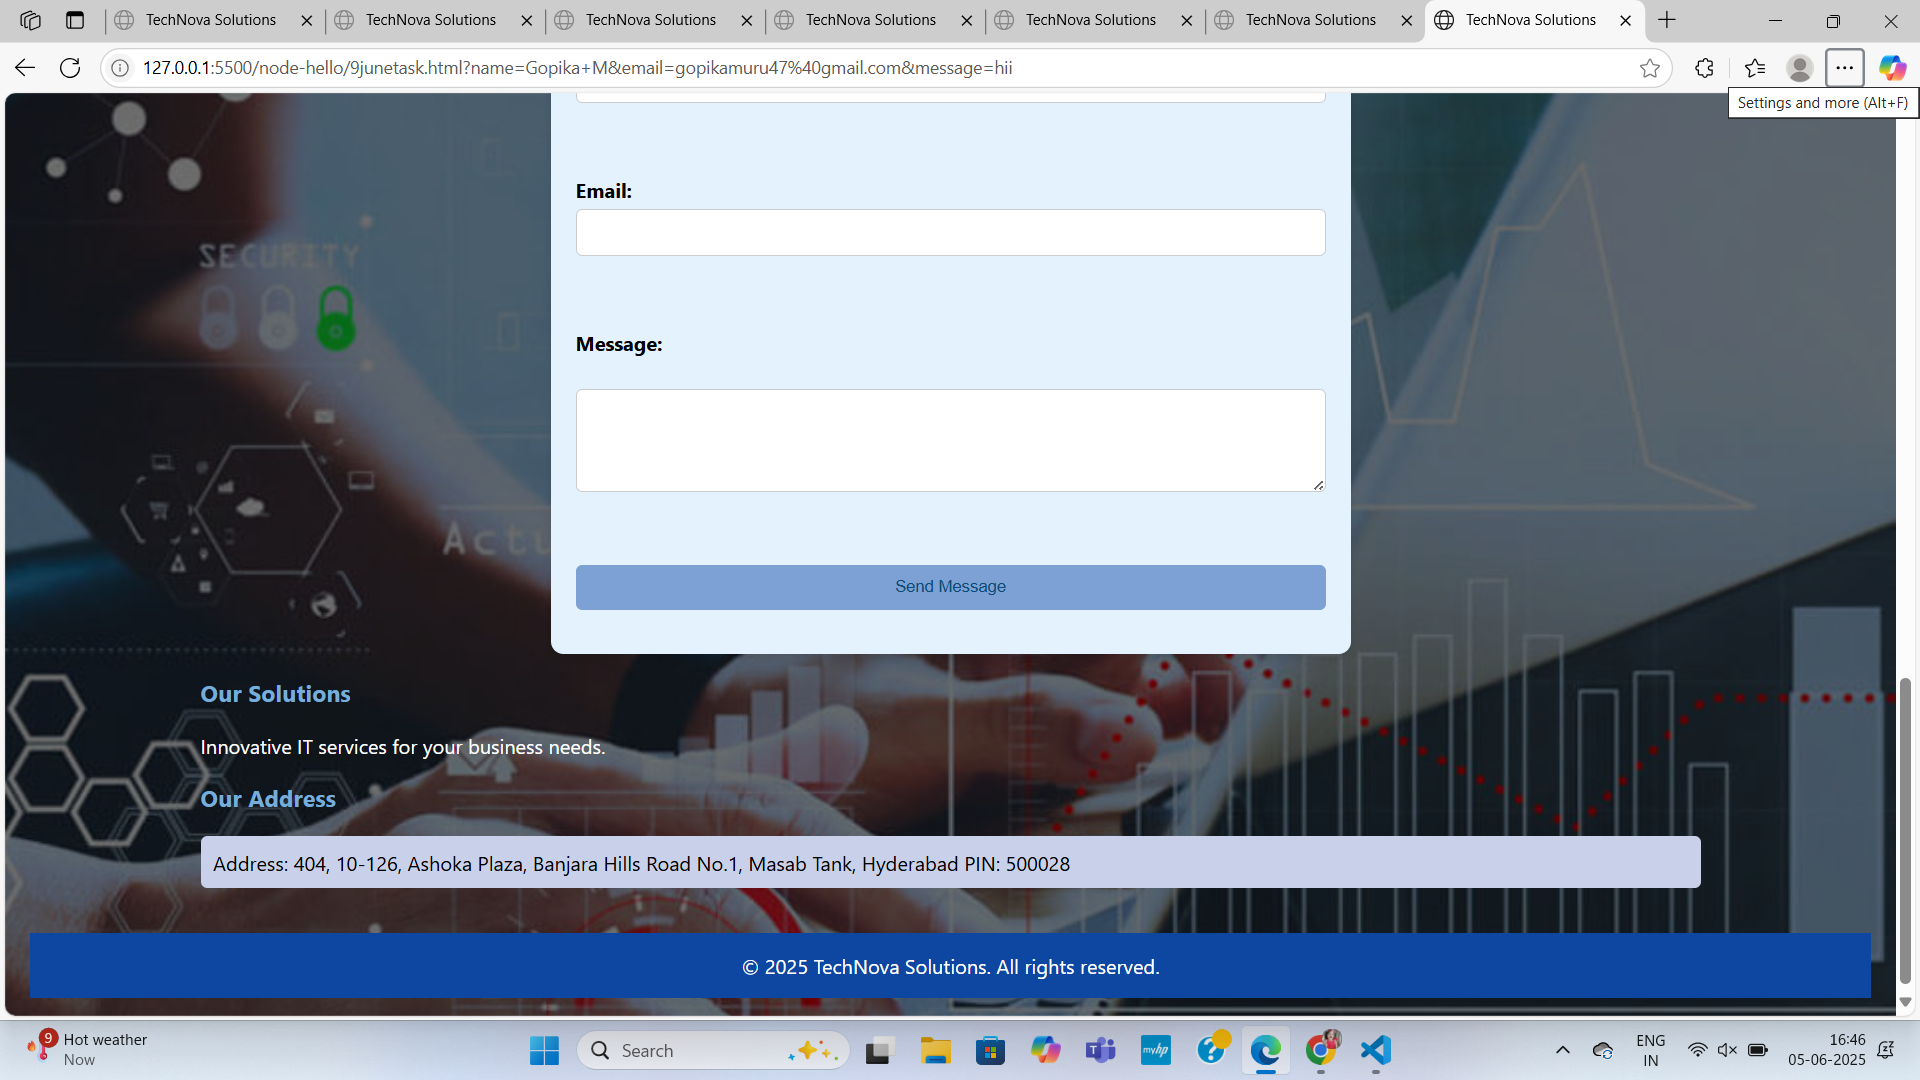 TechNova Solutions
TechNova Solutions
TechNova Solutions
TechNova Solutions
TechNova Solutions
TechNova Solutions
TechNova Solutions
127.0.0.1:5500/node-hello/9junetask.html?name=Gopika+M&email=gopikamuru47%40gmail.com&message=hii
Settings and more (Alt+F)
Email:
SECURITY
Message:
Actu
Send Message
Our Solutions
Innovative IT services for your business needs.
Our Address
Address: 404, 10-126, Ashoka Plaza, Banjara Hills Road No.1, Masab Tank, Hyderabad PIN: 500028
© 2025 TechNova Solutions. All rights reserved.
9
Hot weather
Now
Search
myhp
ENG
IN
16:46
05-06-2025